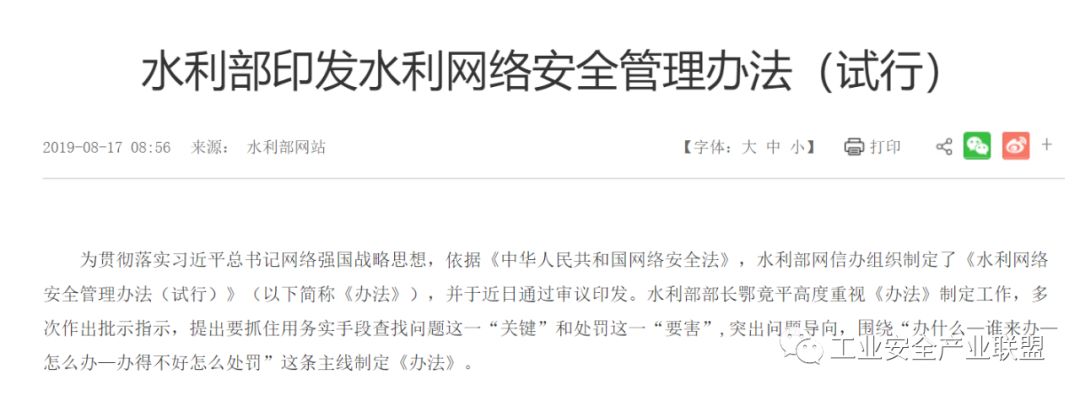 水利部印发水利网络安全管理办法（试行）
2019-08-17 08:56 来源： 水利部网站 【字体：大 中 小】 打印 +
为贯彻落实习近平总书记网络强国战略思想，依据《中华人民共和国网络安全法》，水利部网信办组织制定了《水利网络
安全管理办法（试行）》（以下简称《办法》），并于近日通过审议印发。水利部部长鄂竟平高度重视《办法》制定工作，多
次作出批示指示，提出要抓住用务实手段查找问题这一“关键”和处罚这一“要害”,突出问题导向，围绕“办什么—谁来办—
怎么办—办得不好怎么处罚”这条主线制定《办法》。
工业安全产业联盟